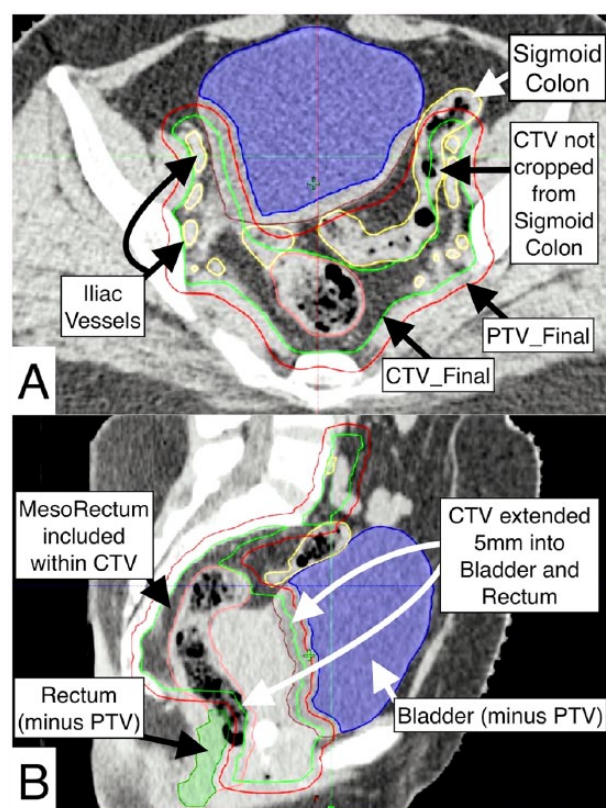 Sigmoid
Colon
CTV not
cropped
from
Sigmoid
Colon
Iliac
Vessels
PTV_Final
CTV_Final
A
MesoRectum
included
within CTV
CTV extended
5mm into
Bladder and
Rectum
Rectum
(minus PTV)
Bladder (minus PTV)
B